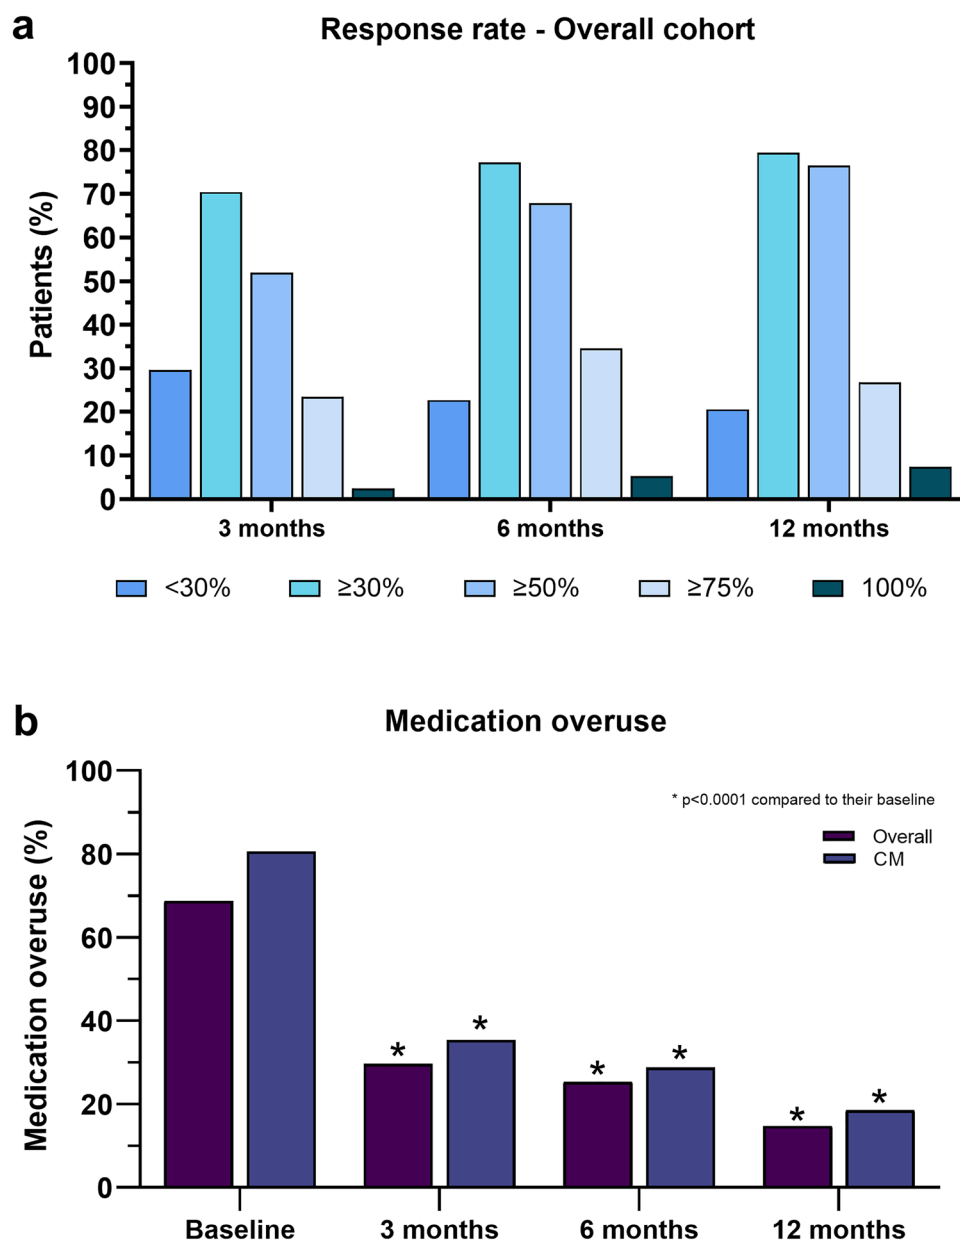 a
Response rate - Overall cohort
Patients (%)
100
90
80
70
60
50
40
30
20
10
0
3 months
6 months
12 months
<30%
≥30%
≥50%
≥75%
100%
b
Medication overuse
Medication overuse (%)
100
80
60
40
20
0
* p<0.0001 compared to their baseline
Overall
CM
* *
* *
* *
Baseline
3 months
6 months
12 months